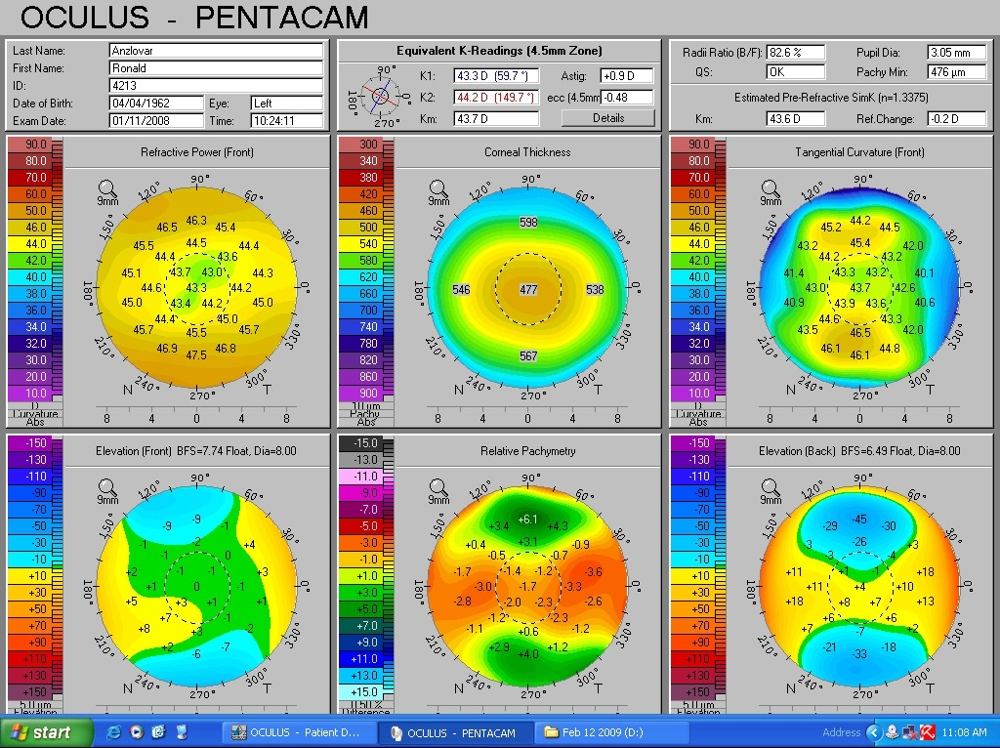 OCULUS - PENTACAM
Last Name: Anzlovar
First Name: Ronald
ID: 4213
Date of Birth: 04/04/1962 Eye: Left
Exam Date: 01/11/2008 Time: 10:24:11
Equivalent K-Readings (4.5mm Zone)
90° 180° 0° 270°
K1: 43.3 D (59.7 °) Astig: +0.9 D
K2: 44.2 D (149.7 °) ecc (4.5mm -0.48
Km: 43.7 D Details
Radii Ratio (B/F): 82.6 % Pupil Dia: 3.05 mm
QS: OK Pachy Min: 476 µm
Estimated Pre-Refractive SimK (n=1.3375)
Km: 43.6 D Ref.Change: -0.2 D
Refractive Power (Front)
90.0
80.0
70.0
60.0
50.0
46.0
44.0
42.0
40.0
38.0
36.0
34.0
32.0
30.0
20.0
10.0
D
Curvature
Abs
9mm
120° 90° 60°
150° 30°
180° 0°
210° 330°
240° 270° 300°
N T
46.3
46.5 45.4
45.5 44.5 44.4
44.4 43.6
45.1 43.7 43.0 44.3
44.6 43.3 44.2
45.0 43.4 44.2 45.0
44.4 45.0
45.7 45.5 45.7
46.9 46.8
47.5
8 4 0 4 8
Corneal Thickness
300
340
380
420
460
500
540
580
620
660
700
740
780
820
860
900
10 µm
Pachy
Abs
9mm
120° 90° 60°
150° 30°
180° 0°
210° 330°
240° 270° 300°
N T
598
546 477 538
567
8 4 0 4 8
Tangential Curvature (Front)
90.0
80.0
70.0
60.0
50.0
46.0
44.0
42.0
40.0
38.0
36.0
34.0
32.0
30.0
20.0
10.0
D
Curvature
Abs
9mm
120° 90° 60°
150° 30°
180° 0°
210° 330°
240° 270° 300°
N T
44.2
45.2 44.5
43.2 45.4 42.0
44.2 43.2
41.4 43.3 43.2 40.1
43.0 43.7 42.6
40.9 43.9 43.6 40.6
44.6 43.3
43.5 46.5 42.0
46.1 44.8
46.1
8 4 0 4 8
Elevation (Front) BFS=7.74 Float, Dia=8.00
-150
-130
-110
-90
-70
-50
-30
-10
+10
+30
+50
+70
+90
+110
+130
+150
5.0 µm
Elevation
9mm
120° 90° 60°
150° 30°
180° 0°
210° 330°
240° 270° 300°
N T
-9
-9 -1
-1 -2 +4
-1 0
+2 -1 -1 +3
+1 0 -1
+5 +3 +1 +3
+7 -1
+8 +3 -2
+2 -7
-6
Relative Pachymetry
-15.0
-13.0
-11.0
-9.0
-7.0
-5.0
-3.0
-1.0
+1.0
+3.0
+5.0
+7.0
+9.0
+11.0
+13.0
+15.0
0.50 %
Difference
9mm
120° 90° 60°
150° 30°
180° 0°
210° 330°
240° 270° 300°
N T
+6.1
+3.4 +4.3
+0.4 +3.1 -0.9
-0.5 -0.7
-1.7 -1.4 -1.2 -3.6
-3.0 -1.7 -3.3
-2.8 -2.0 -2.3 -2.6
-1.2 -2.3
-1.1 +0.6 -1.2
+2.9 +1.2
+4.0
Elevation (Back) BFS=6.49 Float, Dia=8.00
-150
-130
-110
-90
-70
-50
-30
-10
+10
+30
+50
+70
+90
+110
+130
+150
5.0 µm
Elevation
9mm
120° 90° 60°
150° 30°
180° 0°
210° 330°
240° 270° 300°
N T
-45
-29 -30
-3 -26 +3
-3 -4
+11 +1 -1 +18
+11 +4 +10
+18 +8 +7 +13
+6 +6
-7
-21 -18
-33
start OCULUS - Patient D... OCULUS - PENTACAM Feb 12 2009 (D:) Address 11:08 AM